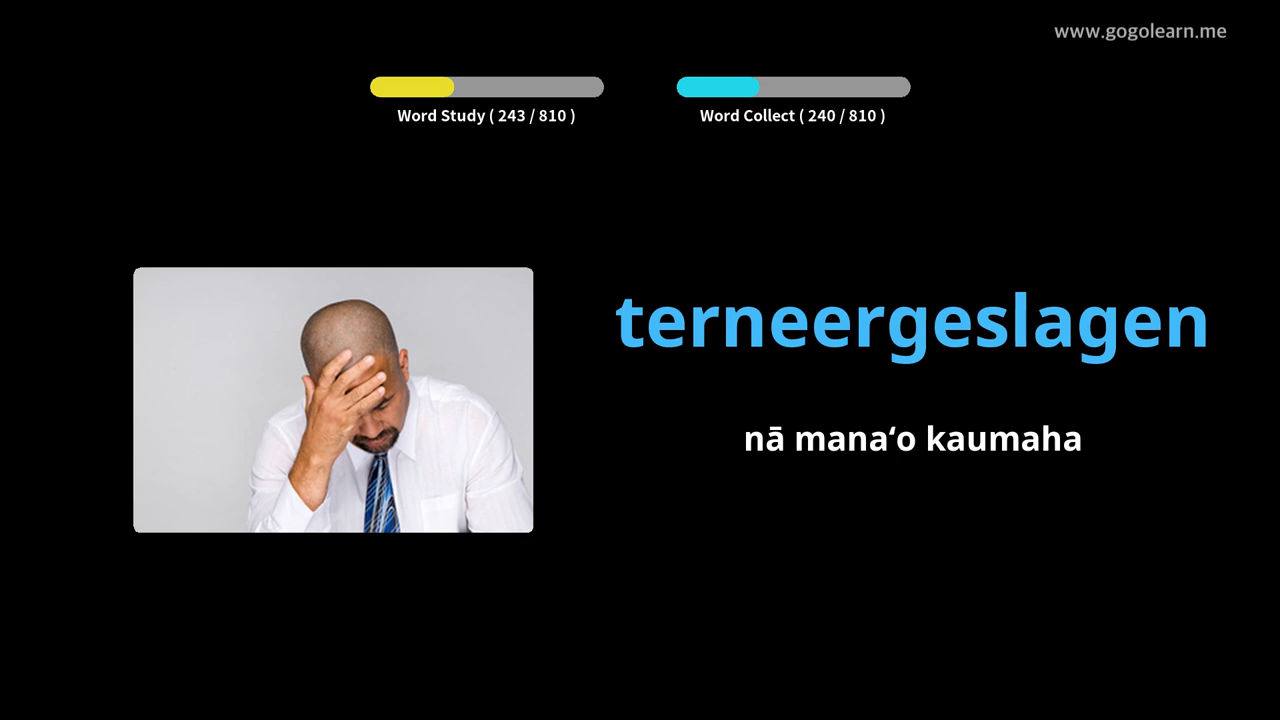 www.gogolearn.me
Word Study ( 243 / 810 )
Word Collect ( 240 / 810 )
terneergeslagen
nā manaʻo kaumaha